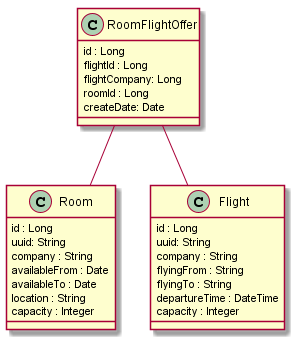 C RoomFlightOffer
id : Long
flightId : Long
flightCompany: Long
roomId : Long
createDate: Date
C Room
id : Long
uuid: String
company : String
availableFrom : Date
availableTo : Date
location : String
capacity : Integer
C Flight
id : Long
uuid: String
company : String
flyingFrom : String
flyingTo : String
departureTime : DateTime
capacity : Integer